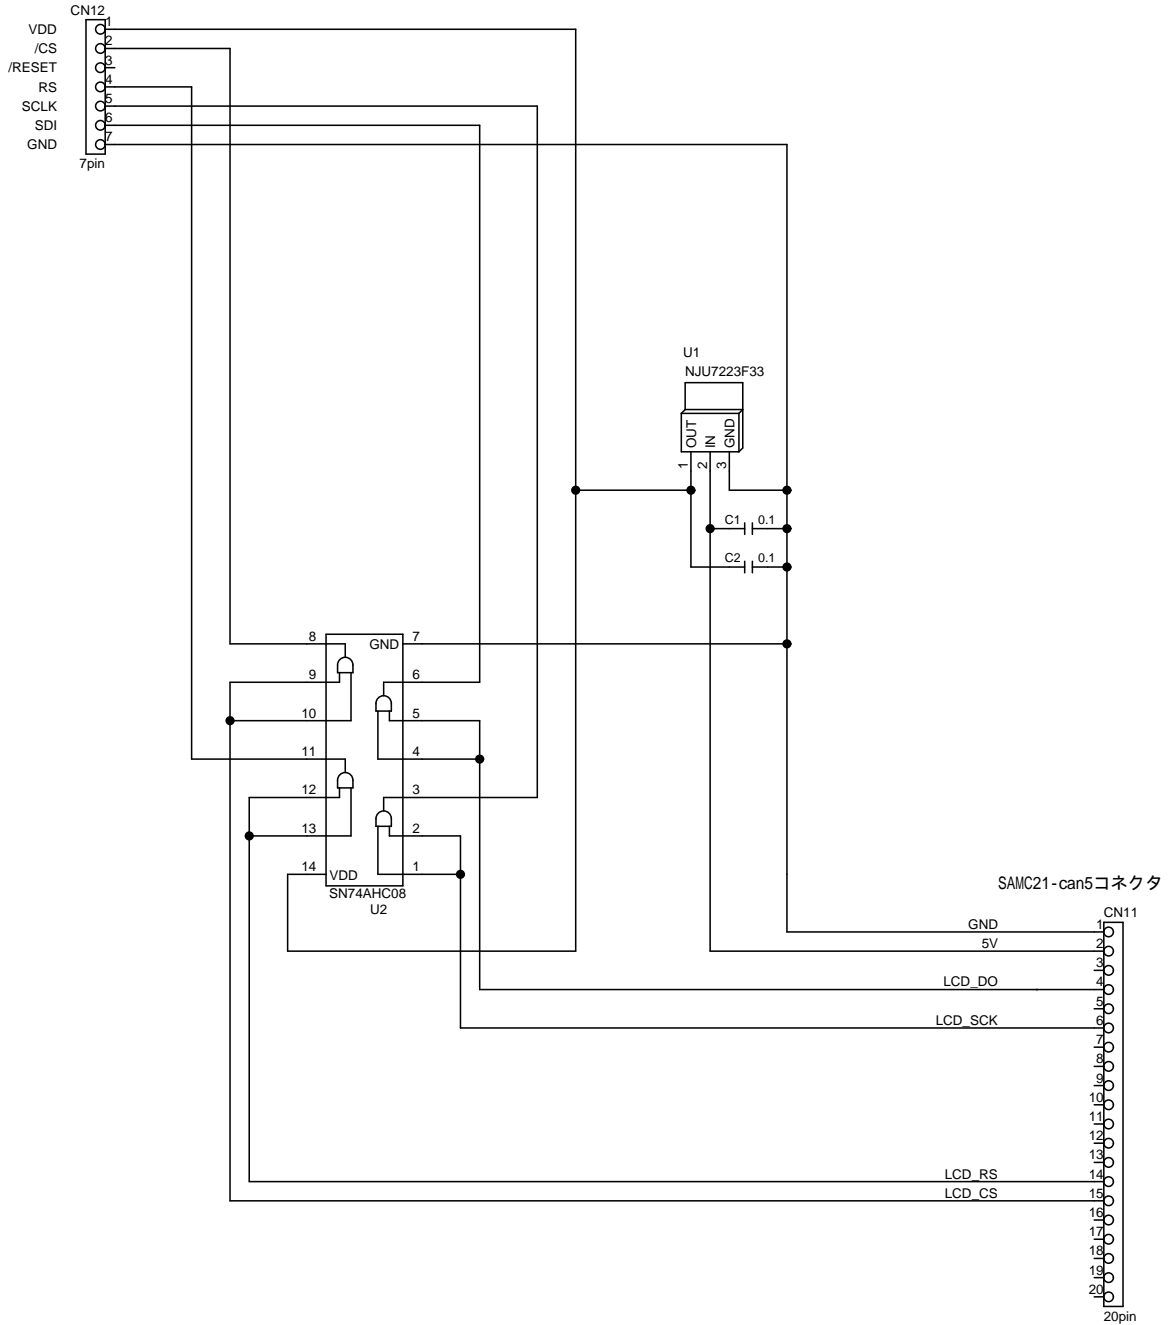 CN12
VDD 1
/CS 2
/RESET 3
RS 4
SCLK 5
SDI 6
GND 7
7pin
U1
NJU7223F33
OUT IN GND
1 2 3
C1 0.1
C2 0.1
8 GND 7
9 6
10 5
11 4
12 3
13 2
14 VDD 1
SN74AHC08
U2
SAMC21-can5コネクタ
CN11
GND 1
5V 2
3
LCD_DO 4
5
LCD_SCK 6
7
8
9
10
11
12
13
LCD_RS 14
LCD_CS 15
16
17
18
19
20
20pin